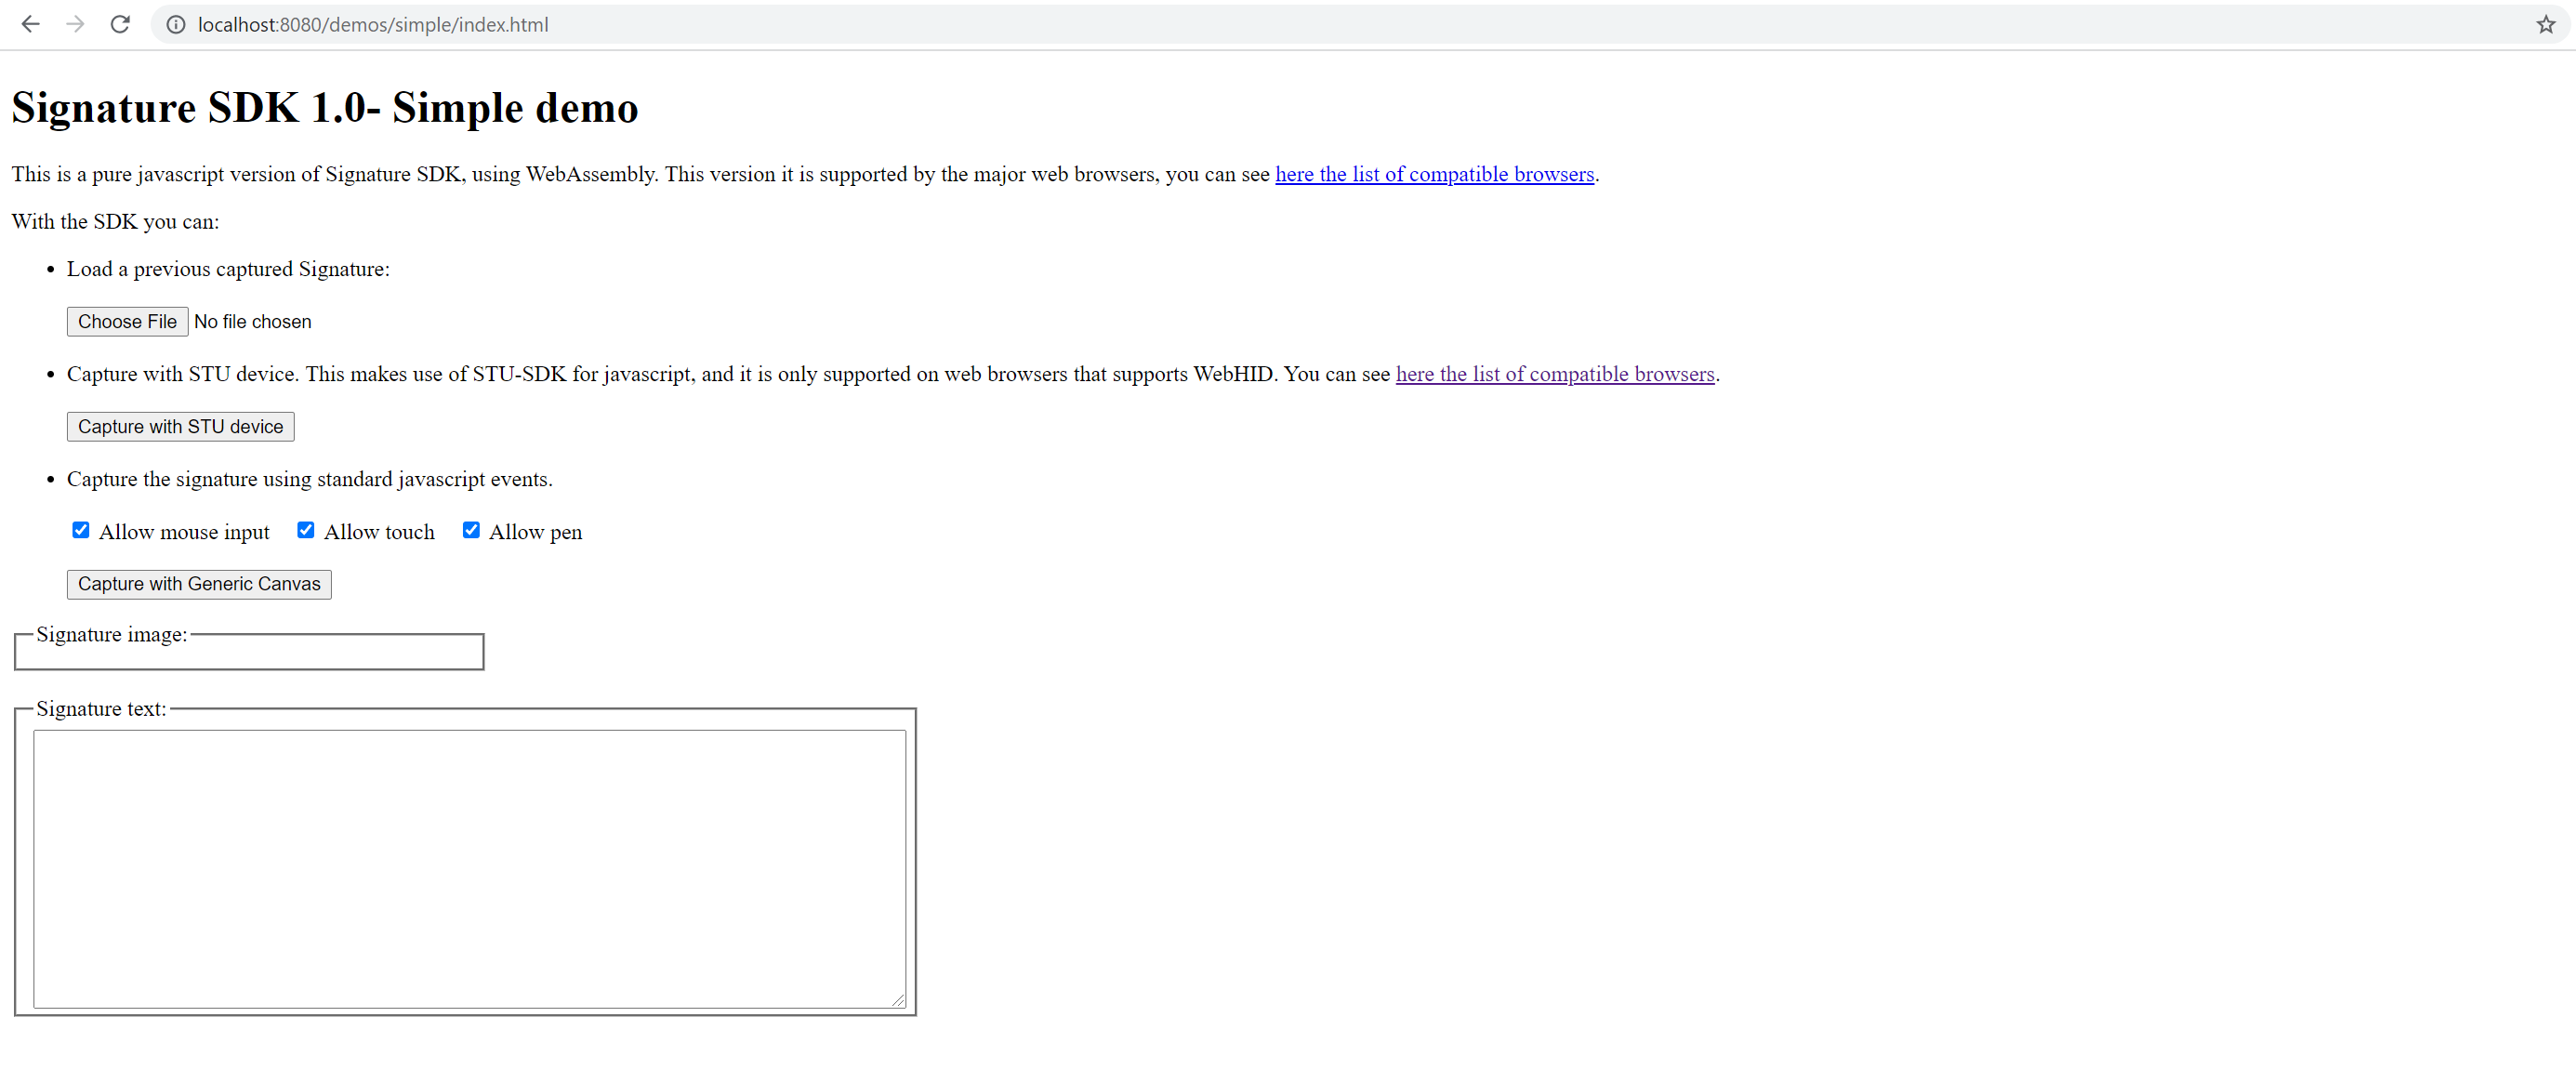 localhost:8080/demos/simple/index.html
Signature SDK 1.0- Simple demo
This is a pure javascript version of Signature SDK, using WebAssembly. This version it is supported by the major web browsers, you can see here the list of compatible browsers.
With the SDK you can:
• Load a previous captured Signature:
Choose File No file chosen
• Capture with STU device. This makes use of STU-SDK for javascript, and it is only supported on web browsers that supports WebHID. You can see here the list of compatible browsers.
Capture with STU device
• Capture the signature using standard javascript events.
Allow mouse input Allow touch Allow pen
Capture with Generic Canvas
Signature image:
Signature text: